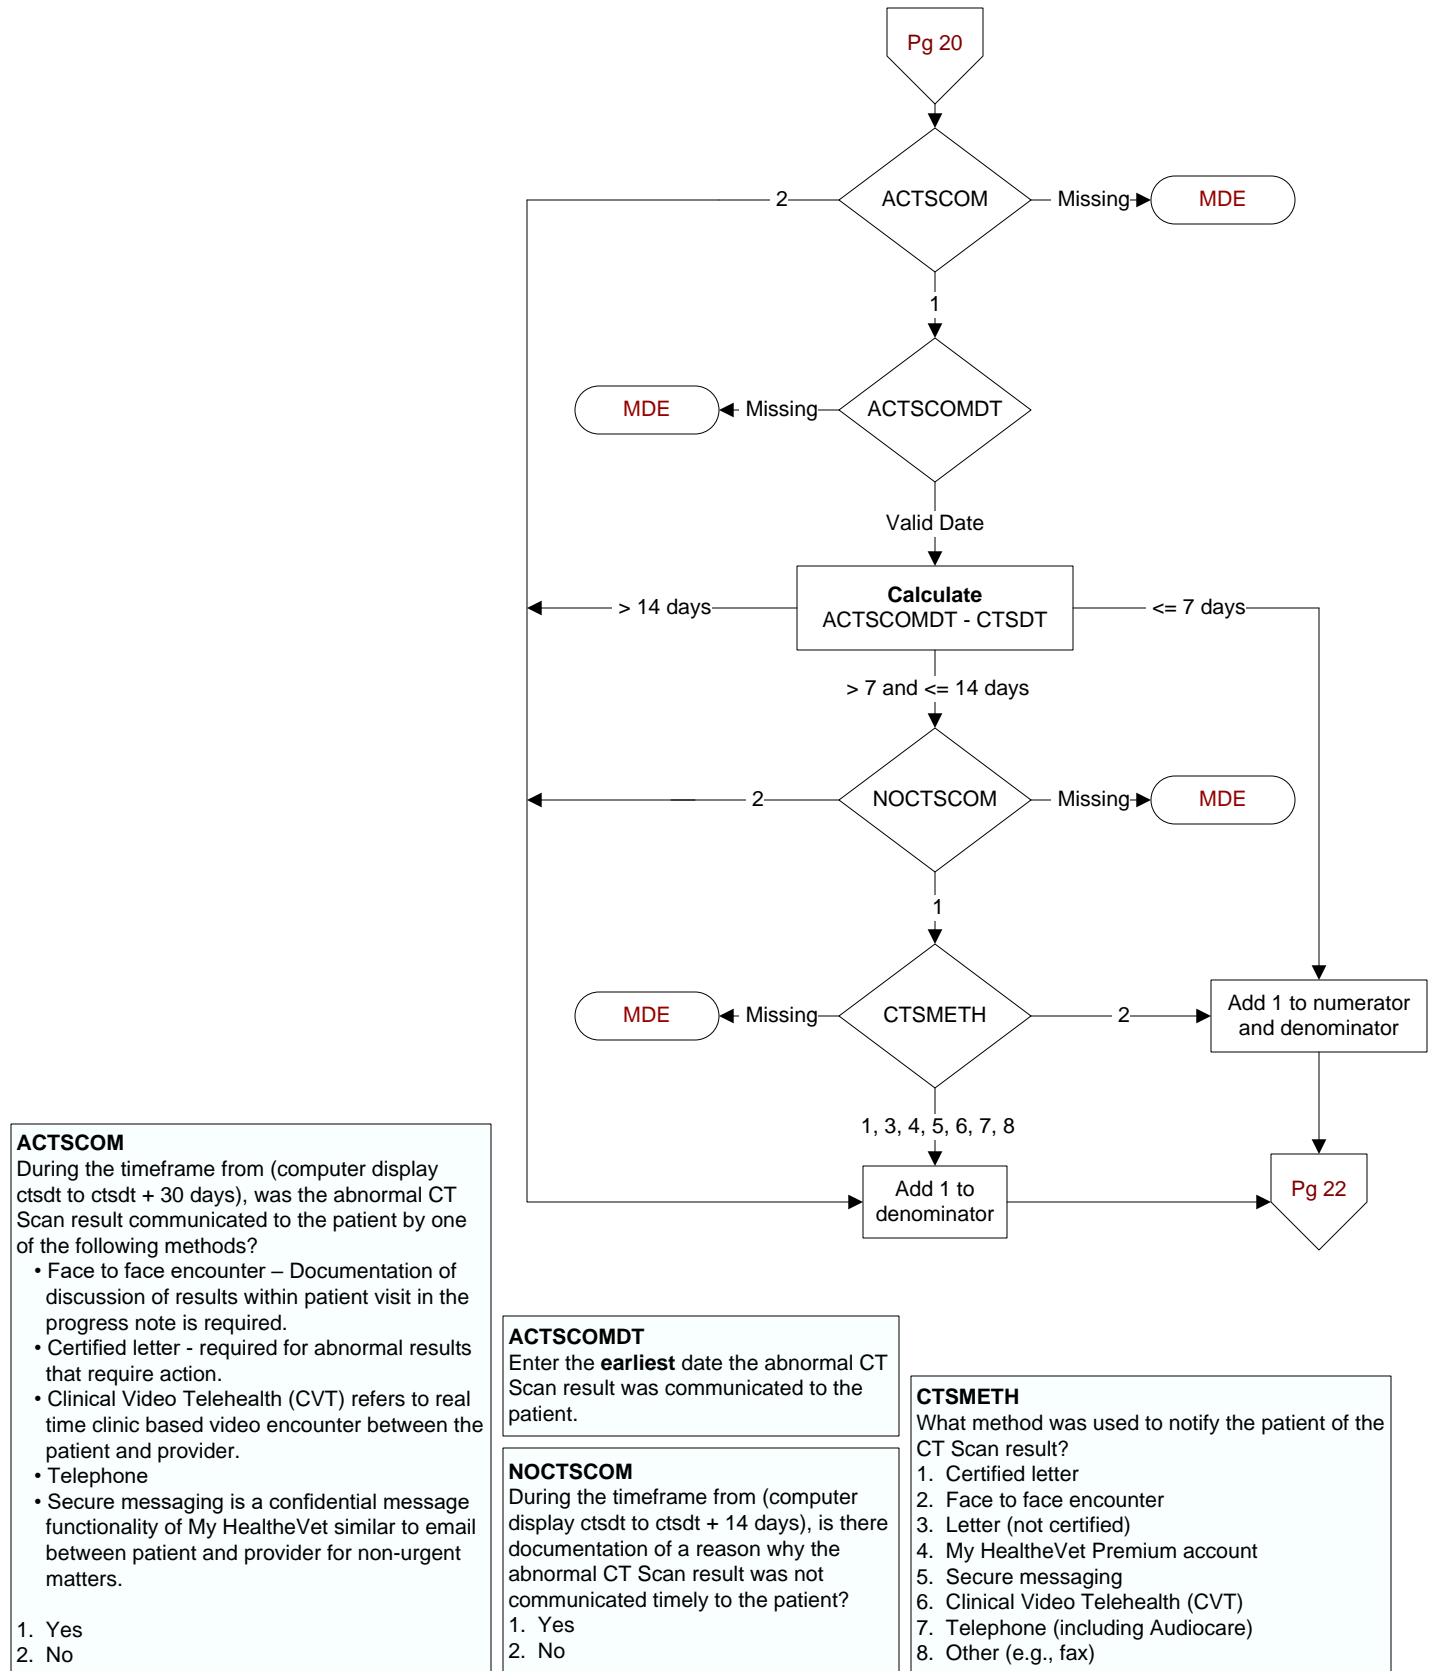 Pg 20
ACTSCOM
2
Missing
MDE
1
ACTSCOMDT
Missing
MDE
Valid Date
Calculate
ACTSCOMDT - CTSDT
> 14 days
<= 7 days
> 7 and <= 14 days
NOCTSCOM
2
Missing
MDE
1
CTSMETH
Missing
MDE
2
Add 1 to numerator
and denominator
1, 3, 4, 5, 6, 7, 8
Add 1 to
denominator
Pg 22
ACTSCOM
During the timeframe from (computer display
ctsdt to ctsdt + 30 days), was the abnormal CT
Scan result communicated to the patient by one
of the following methods?
• Face to face encounter – Documentation of
discussion of results within patient visit in the
progress note is required.
• Certified letter - required for abnormal results
that require action.
• Clinical Video Telehealth (CVT) refers to real
time clinic based video encounter between the
patient and provider.
• Telephone
• Secure messaging is a confidential message
functionality of My HealtheVet similar to email
between patient and provider for non-urgent
matters.
1. Yes
2. No
ACTSCOMDT
Enter the earliest date the abnormal CT
Scan result was communicated to the
patient.
NOCTSCOM
During the timeframe from (computer
display ctsdt to ctsdt + 14 days), is there
documentation of a reason why the
abnormal CT Scan result was not
communicated timely to the patient?
1. Yes
2. No
CTSMETH
What method was used to notify the patient of the
CT Scan result?
1. Certified letter
2. Face to face encounter
3. Letter (not certified)
4. My HealtheVet Premium account
5. Secure messaging
6. Clinical Video Telehealth (CVT)
7. Telephone (including Audiocare)
8. Other (e.g., fax)